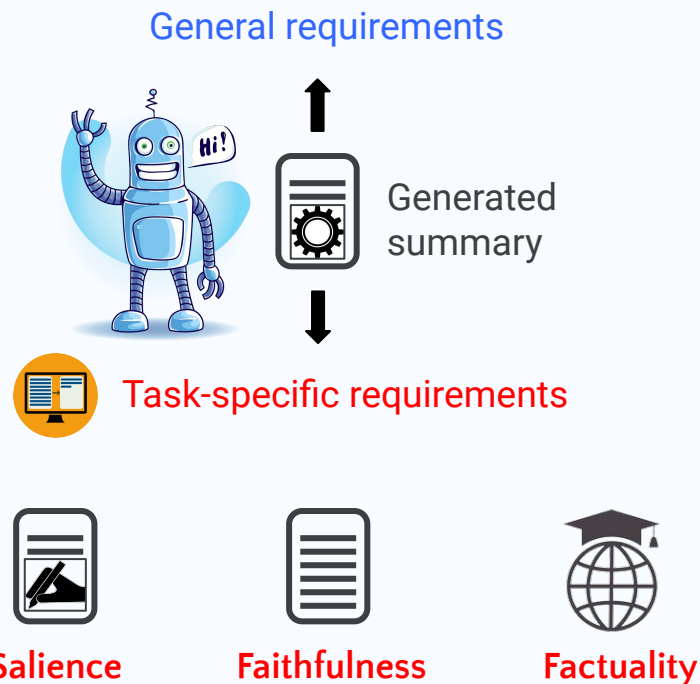 General requirements
Hi!
Generated
summary
Task-specific requirements
Salience
Faithfulness
Factuality